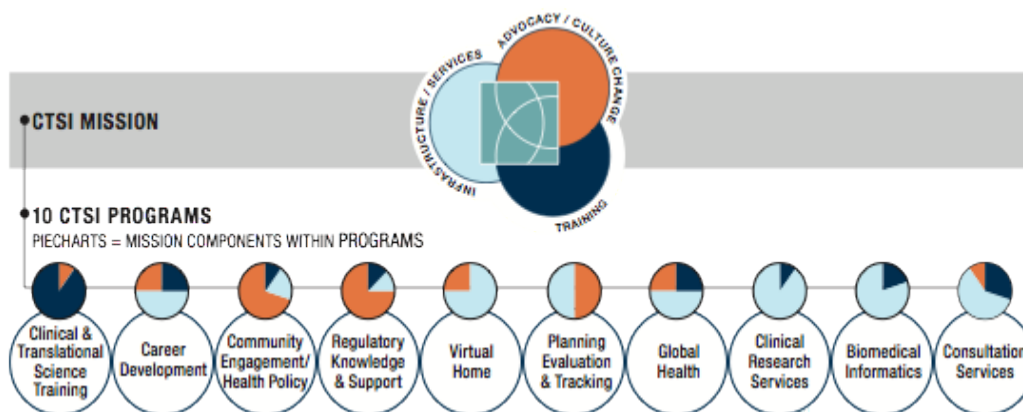 ADVOCACY / CULTURE CHANGE
INFRASTRUCTURE / SERVICES
TRAINING
CTSI MISSION
10 CTSI PROGRAMS
PIECHARTS = MISSION COMPONENTS WITHIN PROGRAMS
Clinical &
Translational
Science
Training
Career
Development
Community
Engagement/
Health Policy
Regulatory
Knowledge
& Support
Virtual
Home
Planning
Evaluation
& Tracking
Global
Health
Clinical
Research
Services
Biomedical
Informatics
Consultation
Services